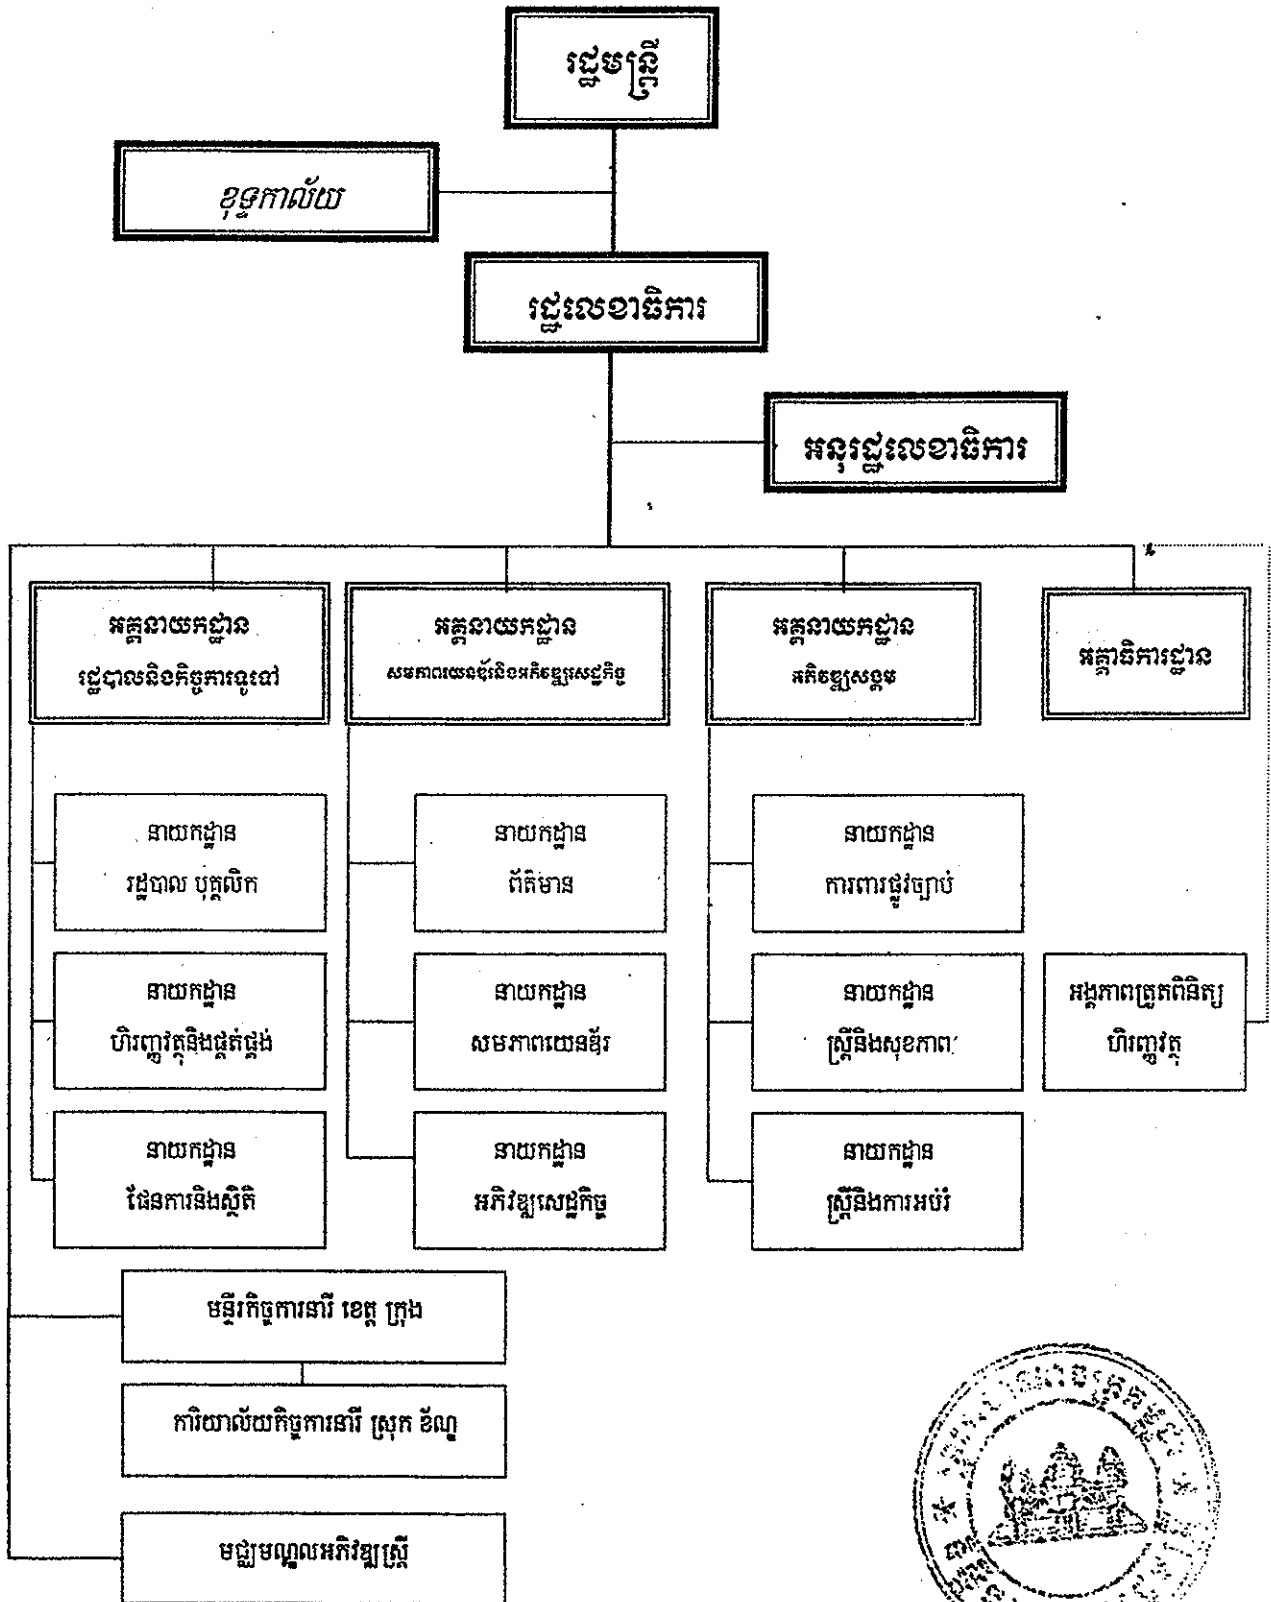 រដ្ឋមន្ត្រី
ខុទ្ទកាល័យ
រដ្ឋលេខាធិការ
អនុរដ្ឋលេខាធិការ
អគ្គនាយកដ្ឋាន
រដ្ឋបាលនិងកិច្ចការទូទៅ
អគ្គនាយកដ្ឋាន
សមភាពយេនឌ័រនិងអភិវឌ្ឍសេដ្ឋកិច្ច
អគ្គនាយកដ្ឋាន
អភិវឌ្ឍសង្គម
អគ្គាធិការដ្ឋាន
នាយកដ្ឋាន
រដ្ឋបាល បុគ្គលិក
នាយកដ្ឋាន
ព័ត៌មាន
នាយកដ្ឋាន
ការពារផ្លូវច្បាប់
នាយកដ្ឋាន
ហិរញ្ញវត្ថុនិងផ្គត់ផ្គង់
នាយកដ្ឋាន
សមភាពយេនឌ័រ
នាយកដ្ឋាន
ស្ត្រីនិងសុខភាព
អង្គភាពត្រួតពិនិត្យ
ហិរញ្ញវត្ថុ
នាយកដ្ឋាន
ផែនការនិងស្ថិតិ
នាយកដ្ឋាន
អភិវឌ្ឍសេដ្ឋកិច្ច
នាយកដ្ឋាន
ស្ត្រីនិងការអប់រំ
មន្ទីរកិច្ចការនារី ខេត្ត ក្រុង
ការិយាល័យកិច្ចការនារី ស្រុក ខ័ណ្ឌ
មជ្ឈមណ្ឌលអភិវឌ្ឍស្ត្រី